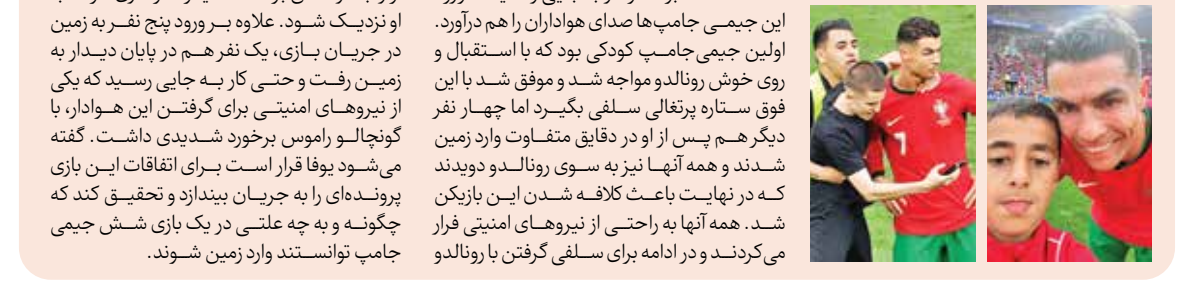 این جیمی جامپ‌ها صدای هواداران را هم درآورد.
اولین جیمی‌جامپ کودکی بود که با استقبال و
روی خوش رونالدو مواجه شد و موفق شد با این
فوق ستاره پرتغالی سلفی بگیرد اما چهار نفر
دیگر هم پس از او در دقایق متفاوت وارد زمین
شدند و همه آنها نیز به سوی رونالدو دویدند
که در نهایت باعث کلافه شدن این بازیکن
شد. همه آنها به راحتی از نیروهای امنیتی فرار
می‌کردند و در ادامه برای سلفی گرفتن با رونالدو
او نزدیک شود. علاوه بر ورود پنج نفر به زمین
در جریان بازی، یک نفر هم در پایان دیدار به
زمین رفت و حتی کار به جایی رسید که یکی
از نیروهای امنیتی برای گرفتن این هوادار، با
گونچالو راموس برخورد شدیدی داشت. گفته
می‌شود یوفا قرار است برای اتفاقات این بازی
پرونده‌ای را به جریان بیندازد و تحقیق کند که
چگونه و به چه علتی در یک بازی شش جیمی
جامپ توانستند وارد زمین شوند.
7